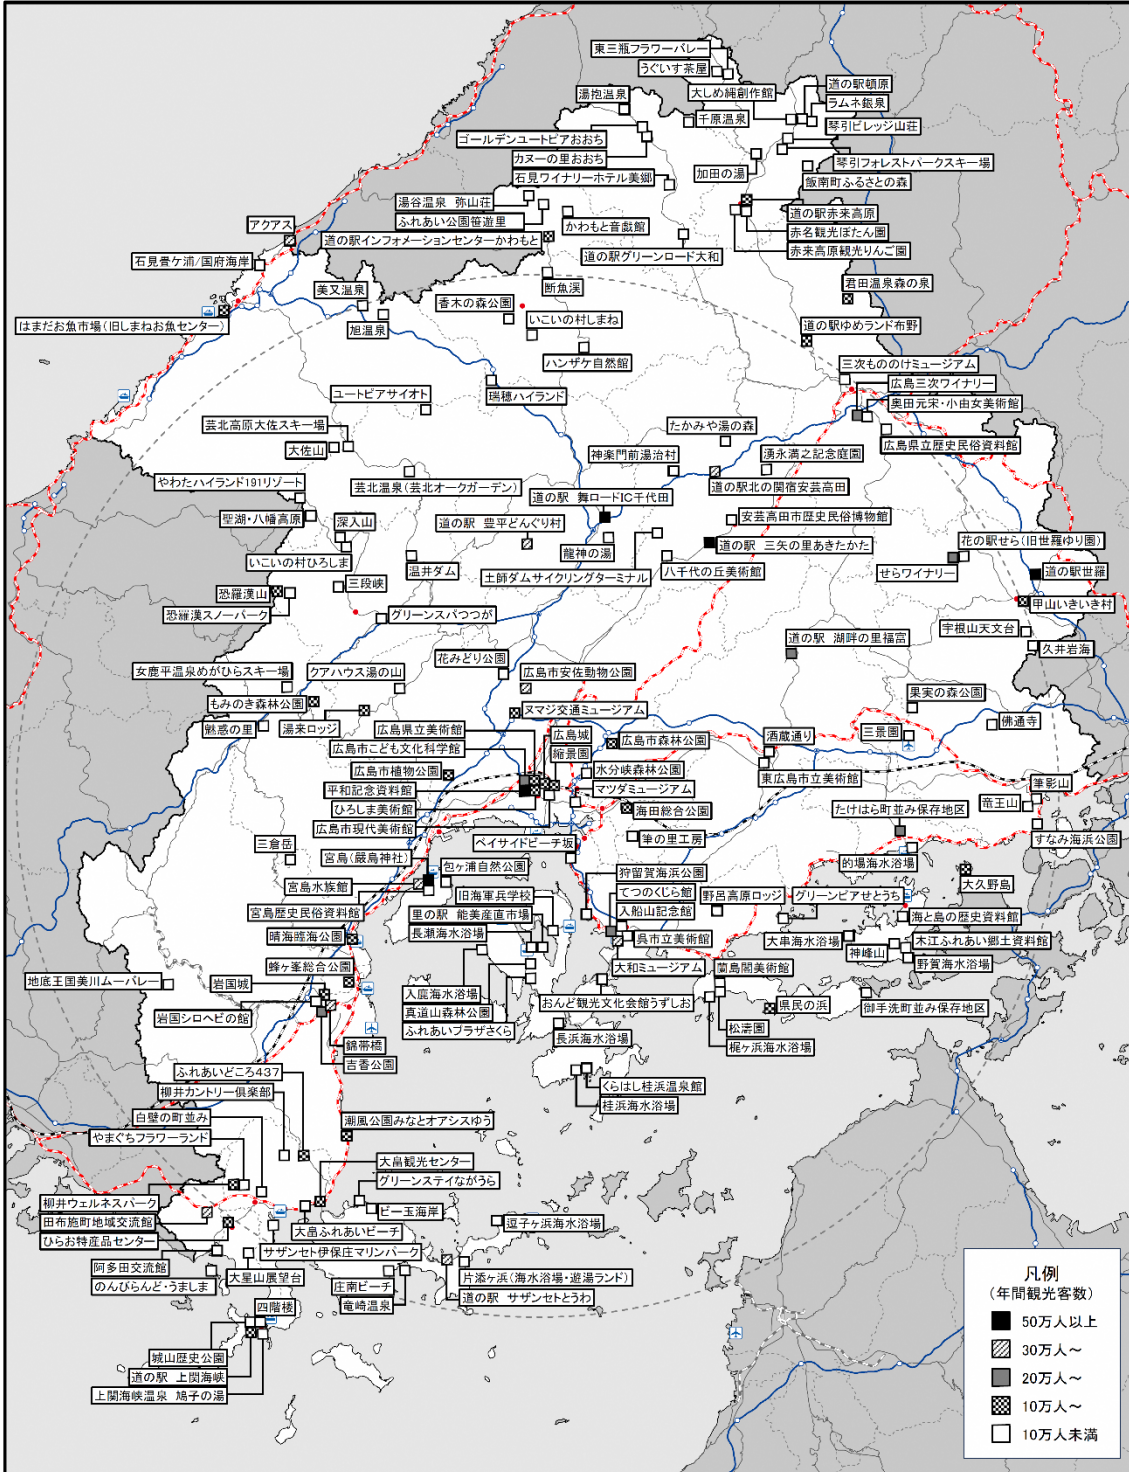 東三瓶フラワーバレー
うぐいす茶屋
大しめ縄創作館
道の駅頓原
ラムネ銀泉
湯抱温泉
千原温泉
琴引ビレッジ山荘
ゴールデンユートピアおおち
カヌーの里おおち
加田の湯
琴引フォレストパークスキー場
石見ワイナリーホテル美郷
飯南町ふるさとの森
湯谷温泉 弥山荘
ふれあい公園笹遊里
かわもと音戯館
道の駅赤来高原
アクアス
道の駅インフォメーションセンターかわもと
赤名観光ぼたん園
道の駅グリーンロード大和
赤来高原観光りんご園
石見畳ケ浦/国府海岸
断魚渓
君田温泉森の泉
美又温泉
香木の森公園
はまだお魚市場(旧しまねお魚センター)
旭温泉
いこいの村しまね
道の駅ゆめランド布野
ハンザケ自然館
三次もののけミュージアム
広島三次ワイナリー
ユートピアサイオト
瑞穂ハイランド
奥田元宋・小由女美術館
芸北高原大佐スキー場
たかみや湯の森
広島県立歴史民俗資料館
大佐山
神楽門前湯治村
湧永満之記念庭園
やわたハイランド191リゾート
芸北温泉(芸北オークガーデン)
道の駅北の関宿安芸高田
道の駅 舞ロードIC千代田
聖湖・八幡高原
深入山
道の駅 豊平どんぐり村
安芸高田市歴史民俗博物館
龍神の湯
道の駅 三矢の里あきたかた
花の駅せら(旧世羅ゆり園)
いこいの村ひろしま
温井ダム
土師ダムサイクリングターミナル
八千代の丘美術館
せらワイナリー
道の駅世羅
三段峡
恐羅漢山
恐羅漢スノーパーク
グリーンスパつつが
甲山いきいき村
宇根山天文台
道の駅 湖畔の里福富
久井岩海
女鹿平温泉めがひらスキー場
クアハウス湯の山
花みどり公園
広島市安佐動物公園
もみのき森林公園
果実の森公園
魅惑の里
湯来ロッジ
ヌマジ交通ミュージアム
広島県立美術館
広島城
広島市森林公園
酒蔵通り
三景園
佛通寺
広島市こども文化科学館
縮景園
広島市植物公園
水分峡森林公園
東広島市立美術館
平和記念資料館
マツダミュージアム
筆影山
ひろしま美術館
海田総合公園
たけはら町並み保存地区
竜王山
広島市現代美術館
ベイサイドビーチ坂
筆の里工房
すなみ海浜公園
三倉岳
宮島(厳島神社)
包ヶ浦自然公園
的場海水浴場
狩留賀海浜公園
大久野島
宮島水族館
旧海軍兵学校
てつのくじら館
野呂高原ロッジ
グリーンピアせとうち
宮島歴史民俗資料館
里の駅 能美産直市場
入船山記念館
海と島の歴史資料館
晴海臨海公園
長瀬海水浴場
呉市立美術館
大串海水浴場
木江ふれあい郷土資料館
神峰山
野賀海水浴場
蜂ヶ峯総合公園
大和ミュージアム
蘭島閣美術館
地底王国美川ムーバレー
岩国城
入鹿海水浴場
おんど観光文化会館うずしお
県民の浜
御手洗町並み保存地区
真道山森林公園
岩国シロヘビの館
ふれあいプラザさくら
錦帯橋
長浜海水浴場
松濤園
吉香公園
梶ヶ浜海水浴場
ふれあいどころ437
柳井カントリー倶楽部
くらはし桂浜温泉館
桂浜海水浴場
白壁の町並み
潮風公園みなとオアシスゆう
やまぐちフラワーランド
大畠観光センター
グリーンステイながうら
柳井ウェルネスパーク
ビー玉海岸
田布施町地域交流館
逗子ヶ浜海水浴場
大畠ふれあいビーチ
ひらお特産品センター
サザンセト伊保庄マリンパーク
阿多田交流館
大星山展望台
庄南ビーチ
片添ヶ浜(海水浴場・遊湯ランド)
のんびらんど・うましま
竜崎温泉
道の駅 サザンセトとうわ
四階楼
城山歴史公園
道の駅 上関海峡
上関海峡温泉 鳩子の湯
凡例
(年間観光客数)
50万人以上
30万人～
20万人～
10万人～
10万人未満